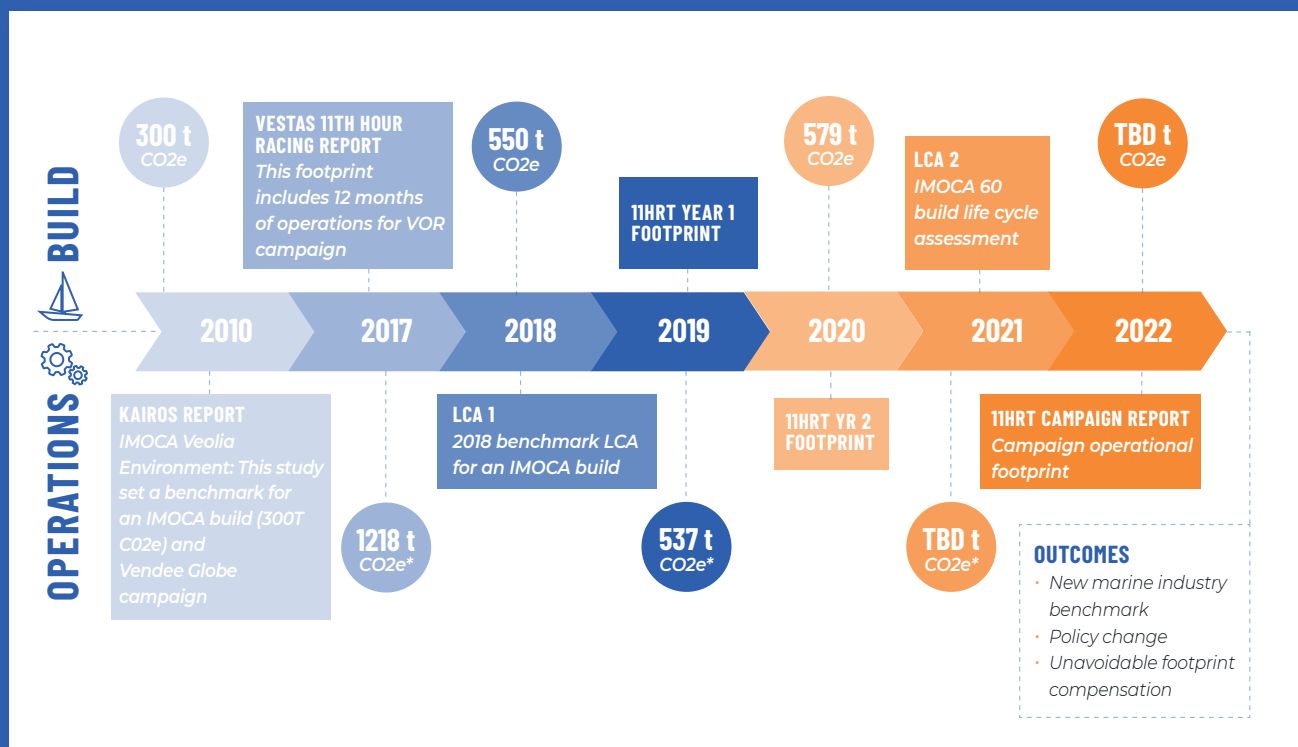 BUILD
300 t
CO2e
VESTAS 11TH HOUR
RACING REPORT
This footprint
includes 12 months
of operations for VOR
campaign
550 t
CO2e
11HRT YEAR 1
FOOTPRINT
579 t
CO2e
LCA 2
IMOCA 60
build life cycle
assessment
TBD t
CO2e
2010
2017
2018
2019
2020
2021
2022
OPERATIONS
KAIROS REPORT
IMOCA Veolia
Environment: This study
set a benchmark for
an IMOCA build (300T
C02e) and
Vendee Globe
campaign
1218 t
CO2e*
LCA 1
2018 benchmark LCA
for an IMOCA build
537 t
CO2e*
11HRT YR 2
FOOTPRINT
TBD t
CO2e*
11HRT CAMPAIGN REPORT
Campaign operational
footprint
OUTCOMES
• New marine industry
benchmark
• Policy change
• Unavoidable footprint
compensation